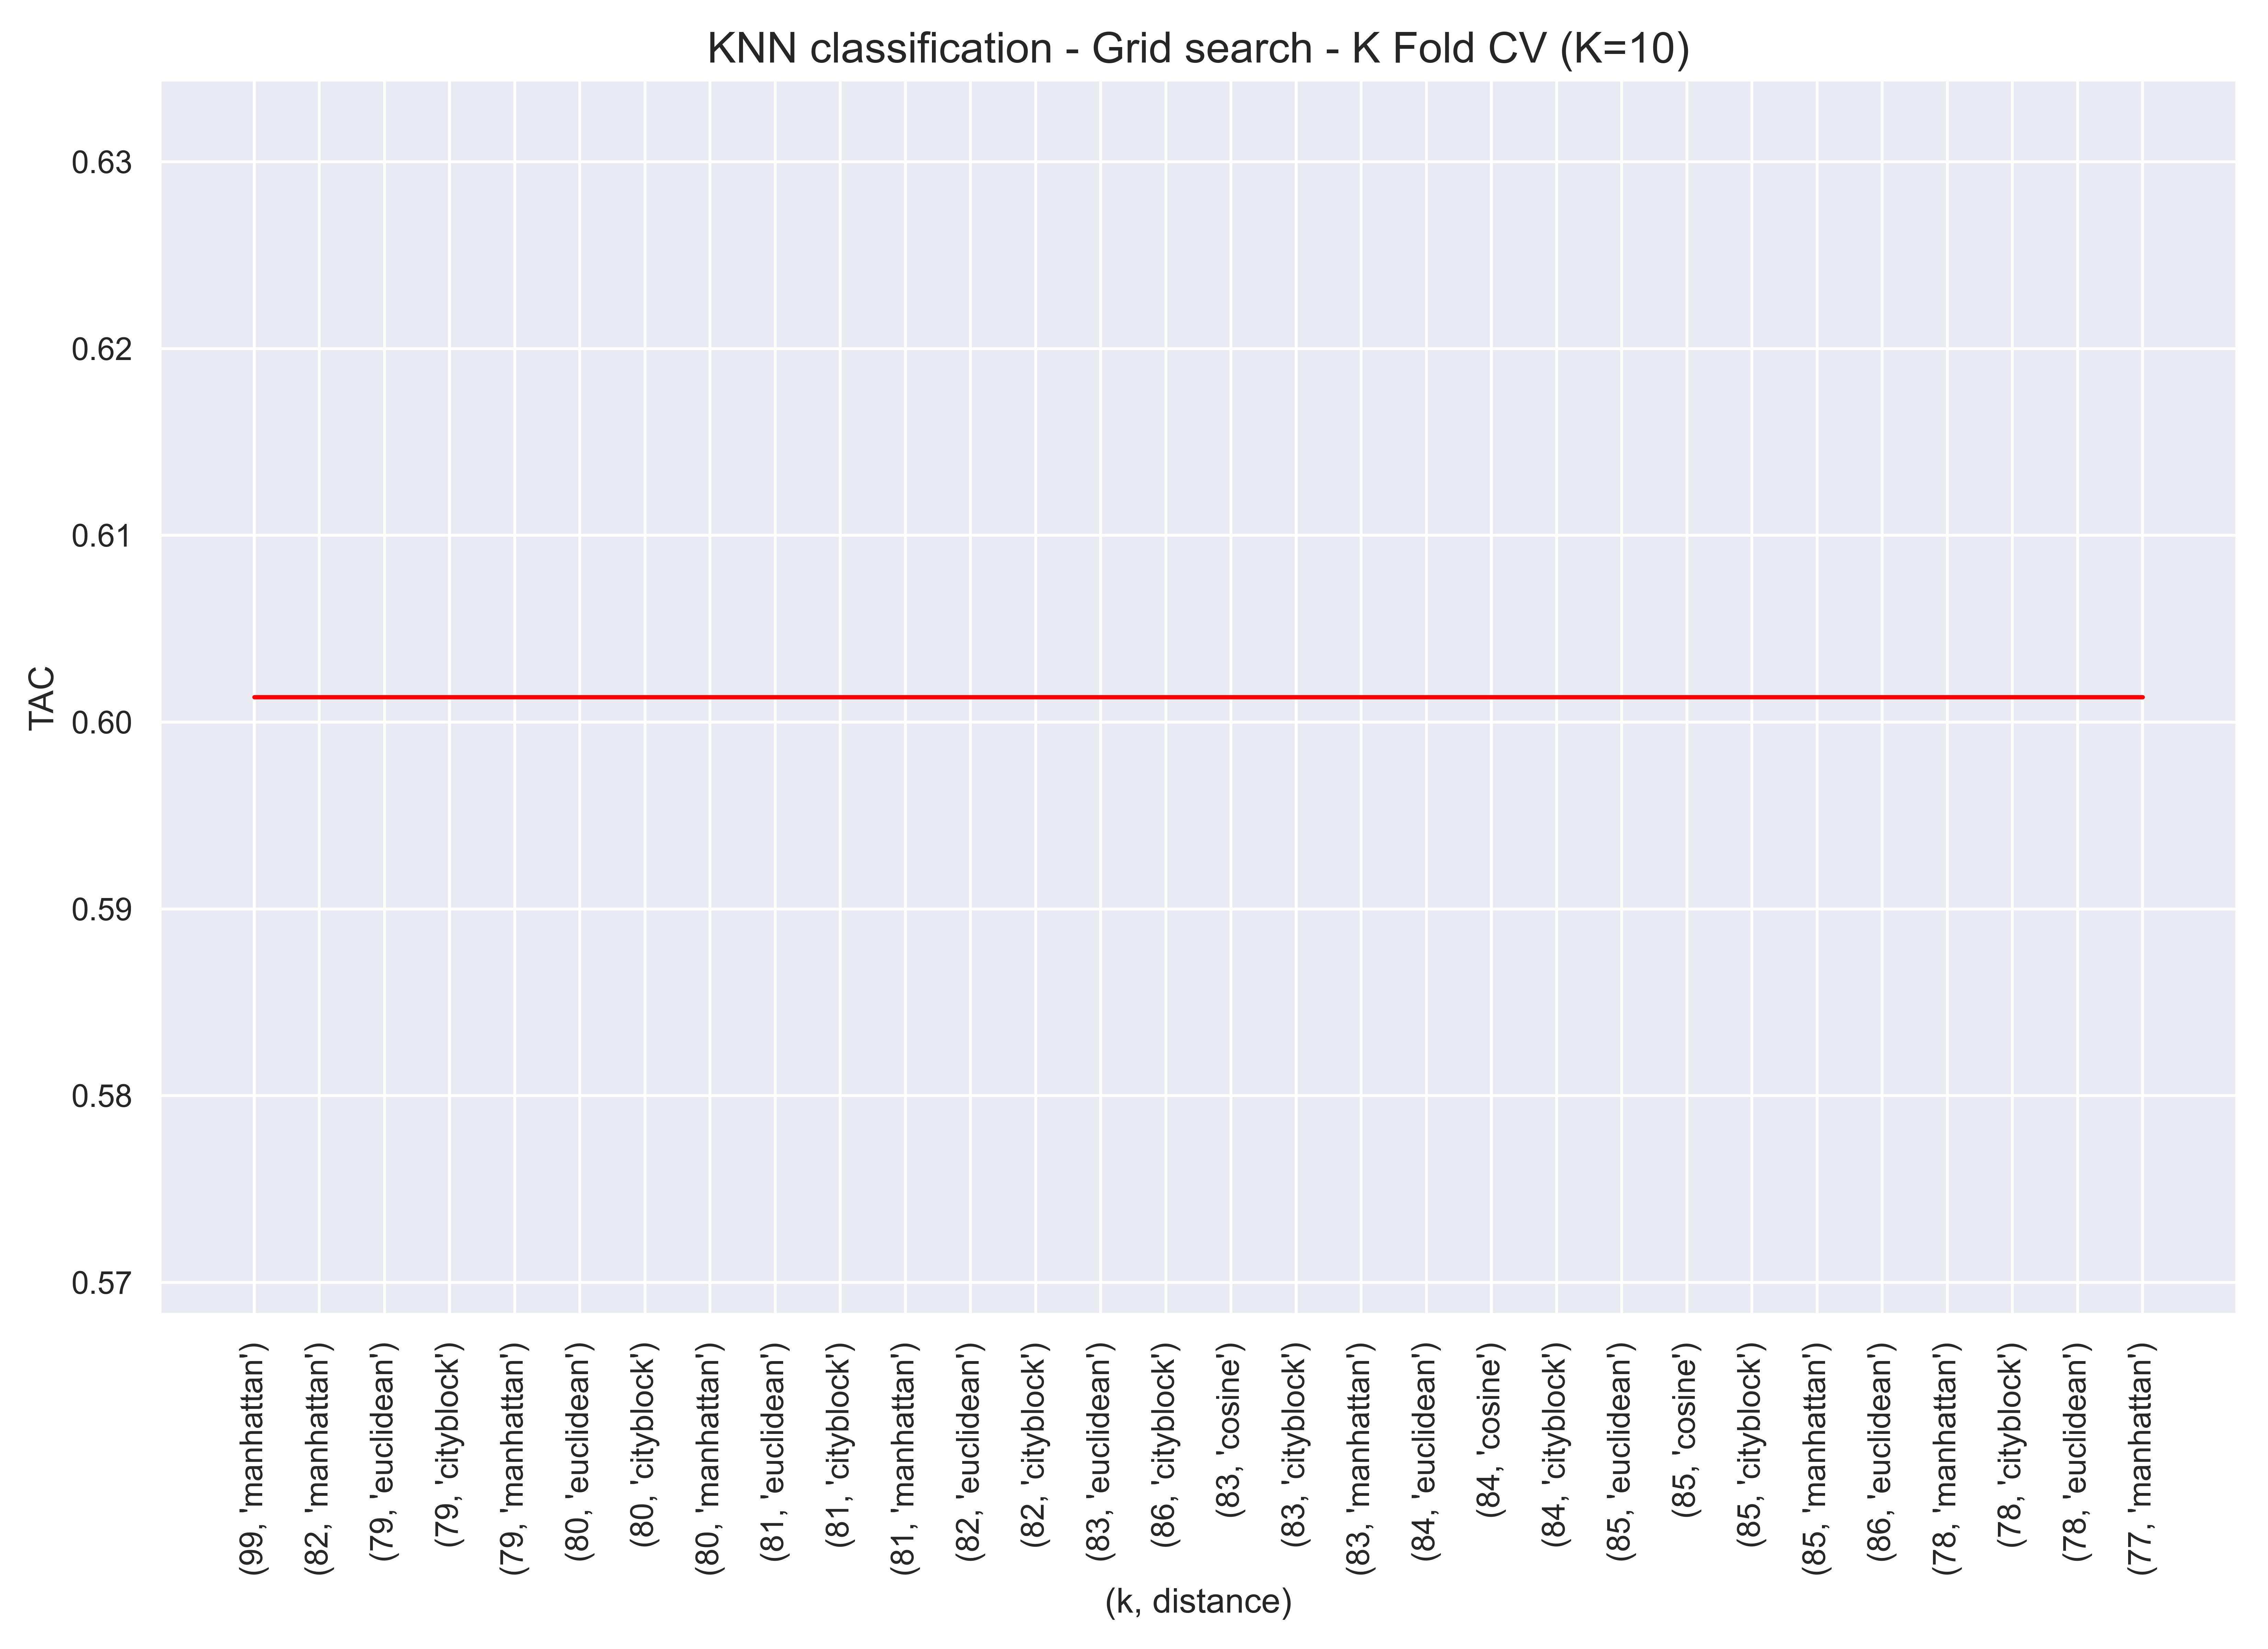 KNN classification - Grid search - K Fold CV (K=10)
TAC
0.63
0.62
0.61
0.60
0.59
0.58
0.57
(99, 'manhattan')
(82, 'manhattan')
(79, 'euclidean')
(79, 'cityblock')
(79, 'manhattan')
(80, 'euclidean')
(80, 'cityblock')
(80, 'manhattan')
(81, 'euclidean')
(81, 'cityblock')
(81, 'manhattan')
(82, 'euclidean')
(82, 'cityblock')
(83, 'euclidean')
(86, 'cityblock')
(83, 'cosine')
(83, 'cityblock')
(83, 'manhattan')
(84, 'euclidean')
(84, 'cosine')
(84, 'cityblock')
(85, 'euclidean')
(85, 'cosine')
(85, 'cityblock')
(85, 'manhattan')
(86, 'euclidean')
(78, 'manhattan')
(78, 'cityblock')
(78, 'euclidean')
(77, 'manhattan')
(k, distance)